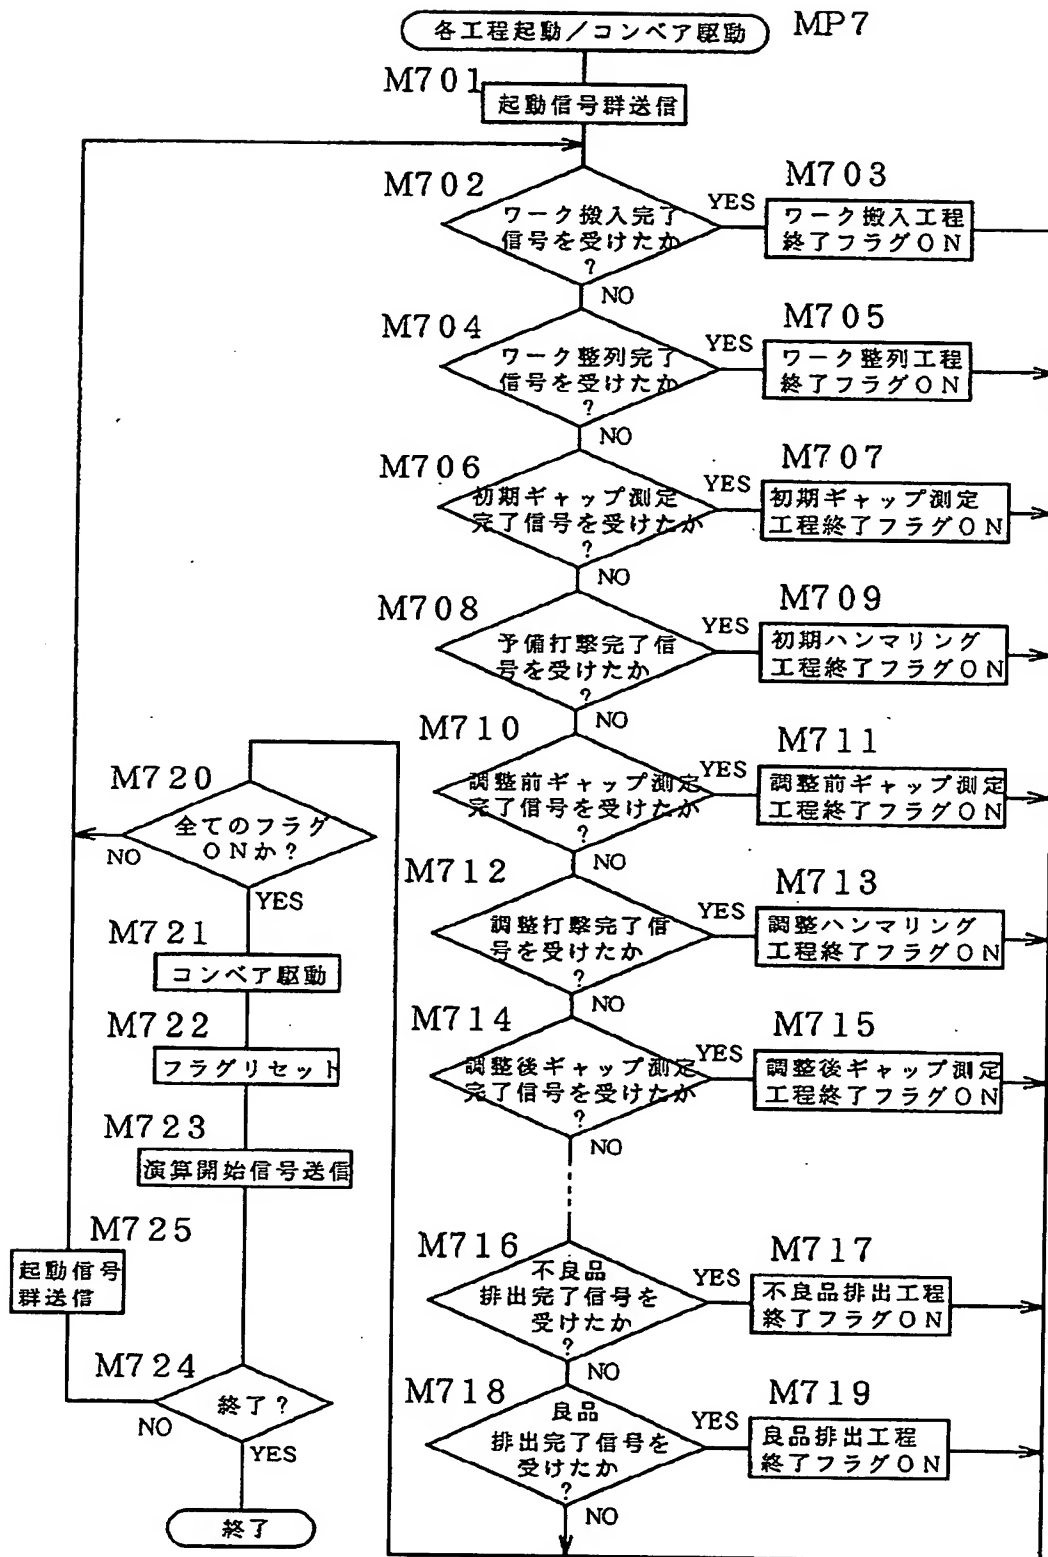 各工程起動／コンベア駆動
MP7
M701
起動信号群送信
M702
ワーク搬入完了
信号を受けたか
?
YES
NO
M703
ワーク搬入工程
終了フラグON
M704
ワーク整列完了
信号を受けたか
?
YES
NO
M705
ワーク整列工程
終了フラグON
M706
初期ギャップ測定
完了信号を受けたか
?
YES
NO
M707
初期ギャップ測定
工程終了フラグON
M708
予備打撃完了信
号を受けたか
?
YES
NO
M709
初期ハンマリング
工程終了フラグON
M710
調整前ギャップ測定
完了信号を受けたか
?
YES
NO
M711
調整前ギャップ測定
工程終了フラグON
M712
調整打撃完了信
号を受けたか
?
YES
NO
M713
調整ハンマリング
工程終了フラグON
M714
調整後ギャップ測定
完了信号を受けたか
?
YES
NO
M715
調整後ギャップ測定
工程終了フラグON
M716
不良品
排出完了信号を
受けたか
?
YES
NO
M717
不良品排出工程
終了フラグON
M718
良品
排出完了信号を
受けたか
?
YES
NO
M719
良品排出工程
終了フラグON
M720
全てのフラグ
ONか?
NO
YES
M721
コンベア駆動
M722
フラグリセット
M723
演算開始信号送信
M724
終了?
NO
YES
M725
起動信号
群送信
終了